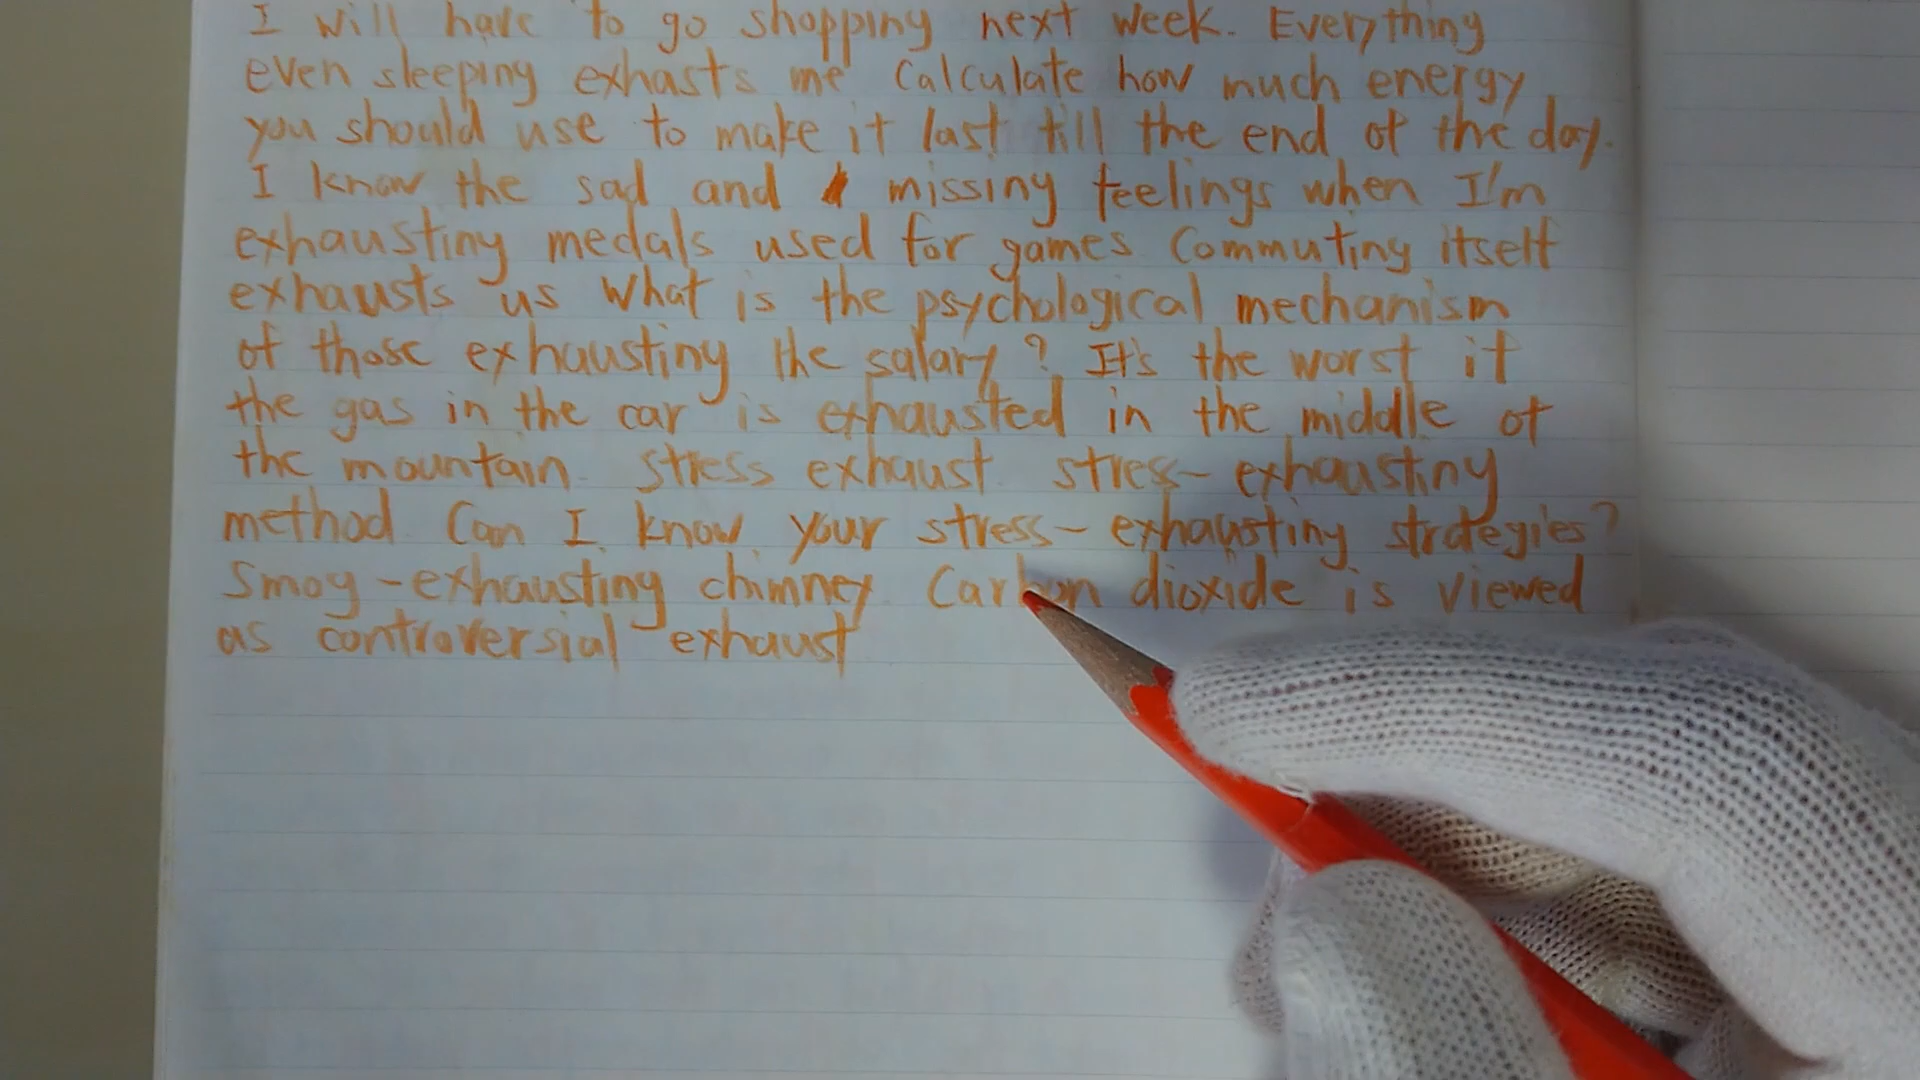 I will have to go shopping next week. Everything
even sleeping exhasts me Calculate how much energy
you should use to make it last till the end of the day.
I know the sad and missing feelings when I'm
exhausting medals used for games Commuting itself
exhausts us What is the psychological mechanism
of those exhausting the salary? It's the worst if
the gas in the car is exhausted in the middle of
the mountain. Stress exhaust. stress-exhausting
method Can I know your stress-exhausting strategies?
Smog-exhausting chimney Carbon dioxide is viewed
as controversial exhaust